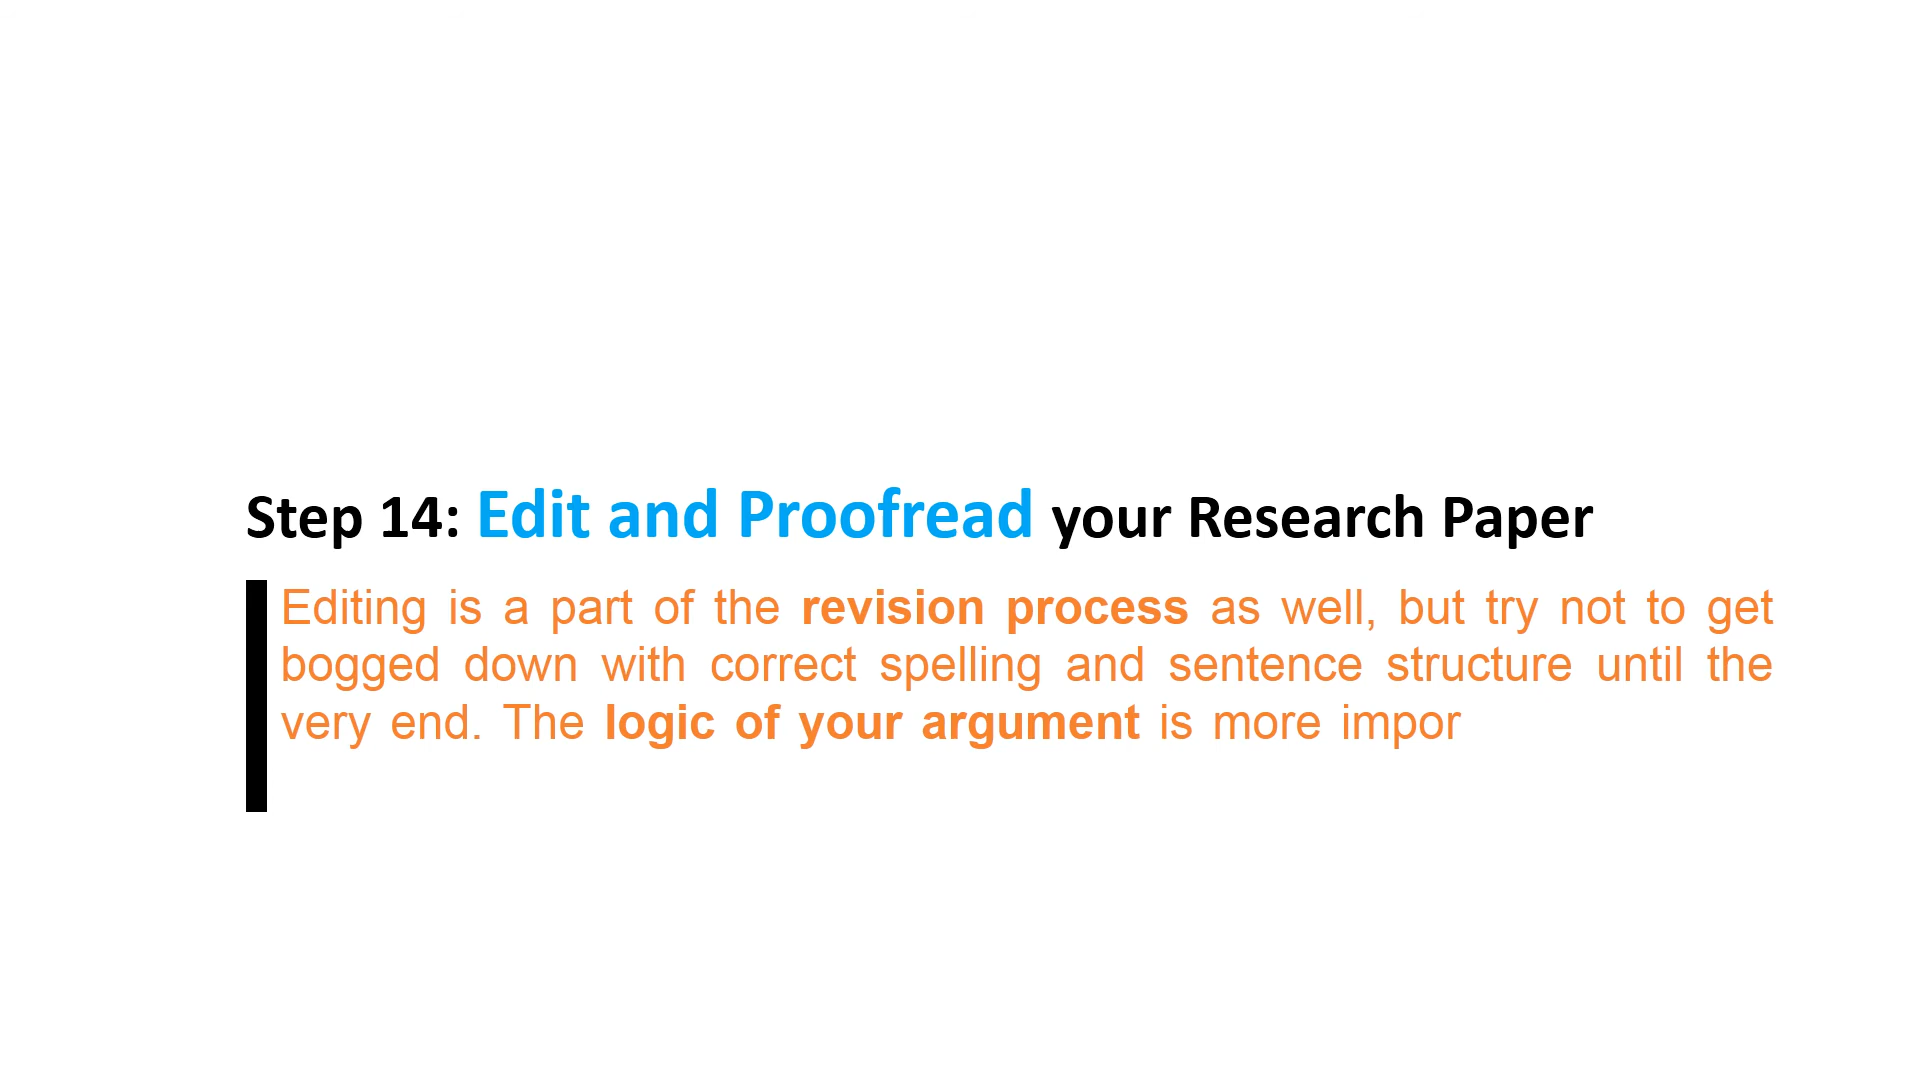 Step 14: Edit and Proofread your Research Paper
Editing is a part of the revision process as well, but try not to get
bogged down with correct spelling and sentence structure until the
very end. The logic of your argument is more impor